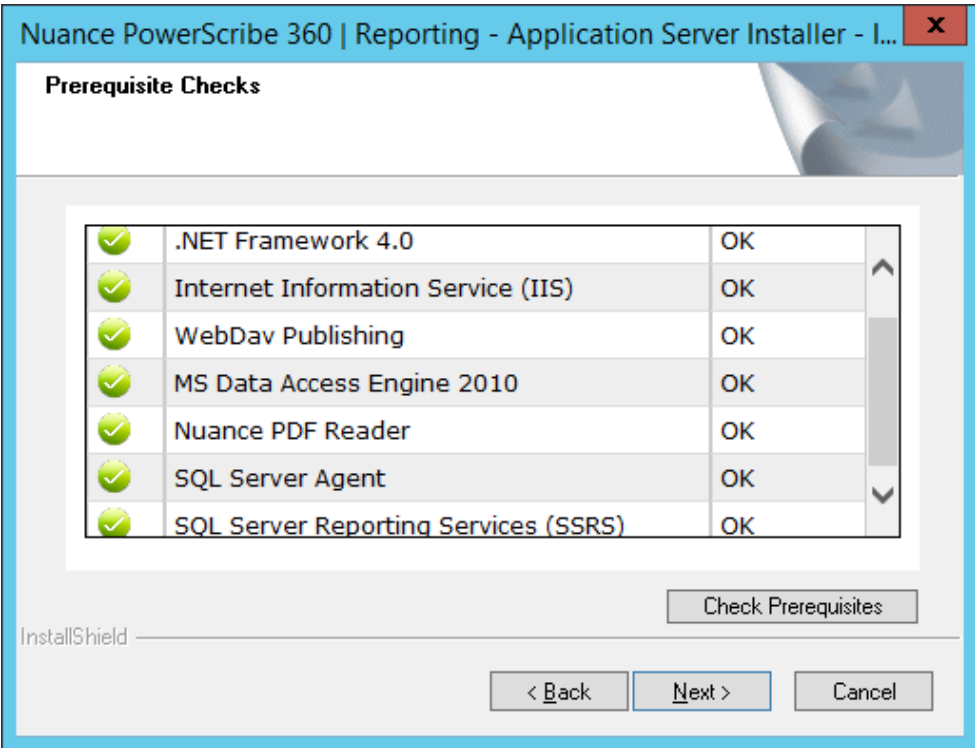 Nuance PowerScribe 360 | Reporting - Application Server Installer - I...
X
Prerequisite Checks
.NET Framework 4.0 OK
Internet Information Service (IIS) OK
WebDav Publishing OK
MS Data Access Engine 2010 OK
Nuance PDF Reader OK
SQL Server Agent OK
SQL Server Reporting Services (SSRS) OK
Check Prerequisites
InstallShield
< Back Next > Cancel